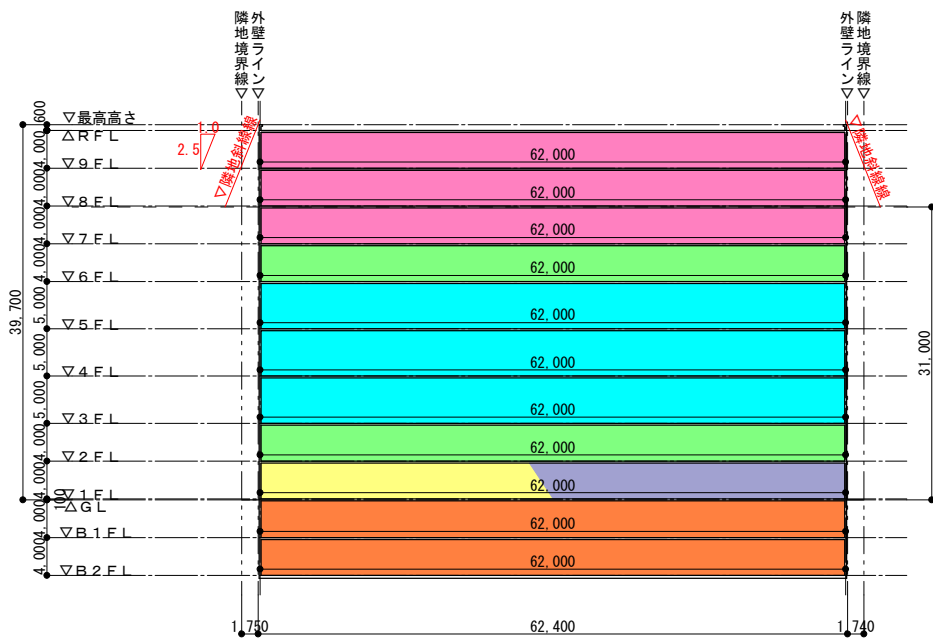 隣地境界線▽
外壁ライン▽
外壁ライン▽
隣地境界線▽
600
▽最高高さ
△RFL
1.0
2.5
▽隣地斜線線
▽隣地斜線線
4,000
62,000
▽9FL
4,000
62,000
▽8FL
4,000
62,000
▽7FL
4,000
62,000
▽6FL
5,000
62,000
▽5FL
5,000
62,000
▽4FL
5,000
62,000
▽3FL
4,000
62,000
▽2FL
4,000
62,000
▽1FL
100
△GL
4,000
62,000
▽B1FL
4,000
62,000
▽B2FL
39,700
31,000
1,750
62,400
1,740